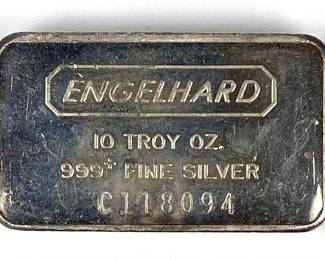 ENGELHARD
10 TROY OZ.
999+ FINE SILVER
C118094